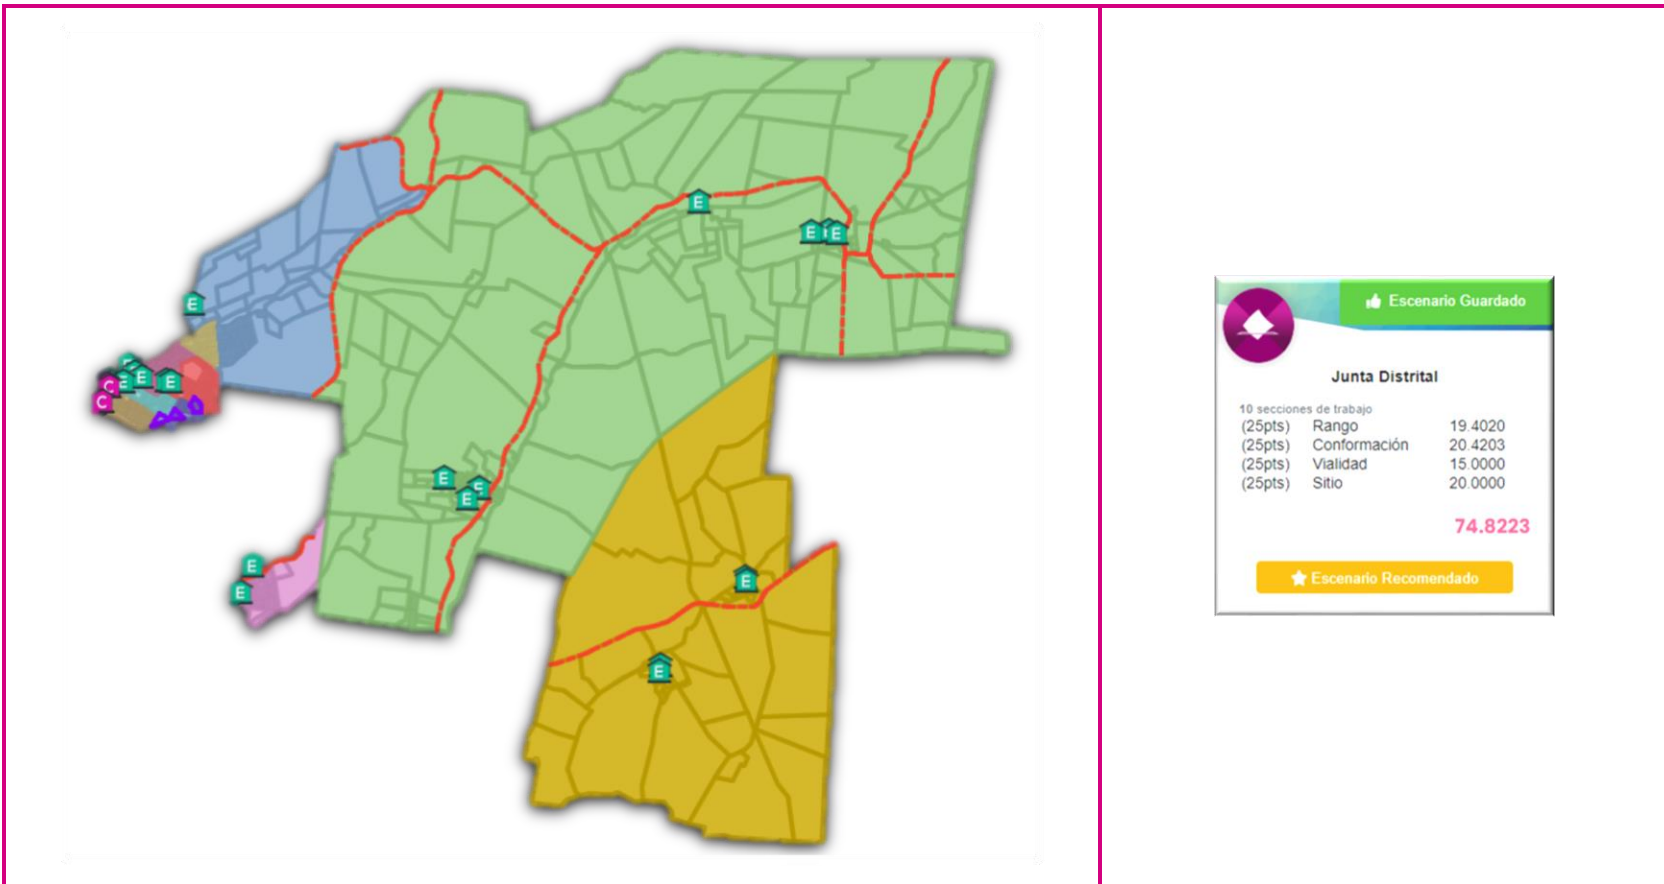 E
E
E
E
E
E
E
E
C
E
C
E
E
E
E
E
E
E
Escenario Guardado
Junta Distrital
10 secciones de trabajo
(25pts) Rango 19.4020
(25pts) Conformación 20.4203
(25pts) Vialidad 15.0000
(25pts) Sitio 20.0000
74.8223
Escenario Recomendado